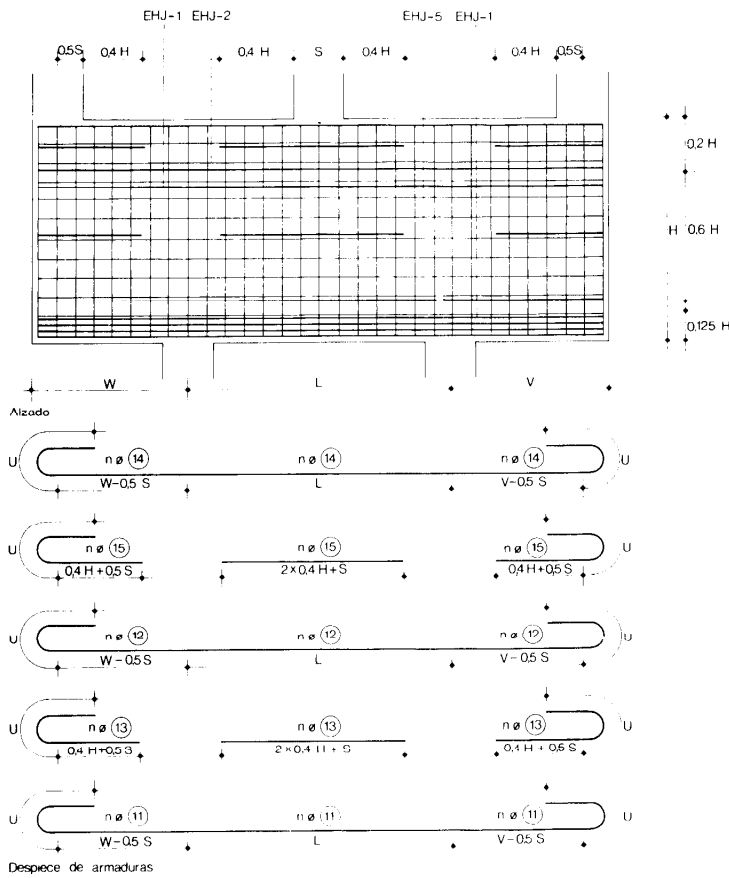 EHJ-1 EHJ-2 EHJ-5 EHJ-1
0,5S 0,4 H 0,4 H S 0,4 H 0,4 H 0,5S
0,2 H
H 0,6 H
0,125 H
W L V
Alzado
n ø 14 n ø 14 n ø 14
U U
W-0,5 S L V-0,5 S
n ø 15 n ø 15 n ø 15
U U
0,4 H+0,5 S 2×0,4 H+S 0,4 H+0,5 S
n ø 12 n ø 12 n ø 12
U U
W-0,5 S L V-0,5 S
n ø 13 n ø 13 n ø 13
U U
0,4 H+0,5 S 2×0,4 H+S 0,4 H+0,5 S
n ø 11 n ø 11 n ø 11
U U
W-0,5 S L V-0,5 S
Despiece de armaduras